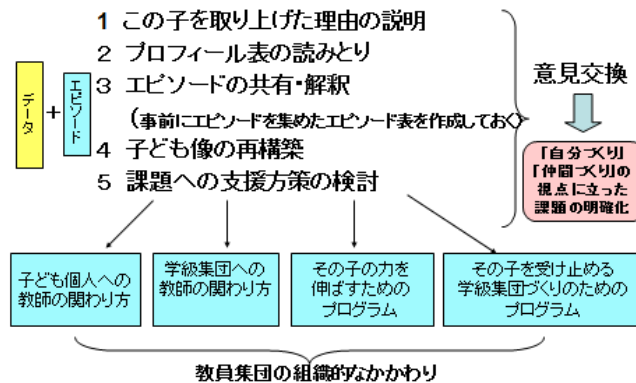 1 この子を取り上げた理由の説明
2 プロフィール表の読みとり
3 エピソードの共有・解釈
(事前にエピソードを集めたエピソード表を作成しておく)
4 子ども像の再構築
5 課題への支援方策の検討
データ
+
エピソード
意見交換
「自分づくり」
「仲間づくり」の
視点に立った
課題の明確化
子ども個人への
教師の関わり方
学級集団への
教師の関わり方
その子の力を
伸ばすための
プログラム
その子を受け止める
学級集団づくりのための
プログラム
教員集団の組織的なかかわり